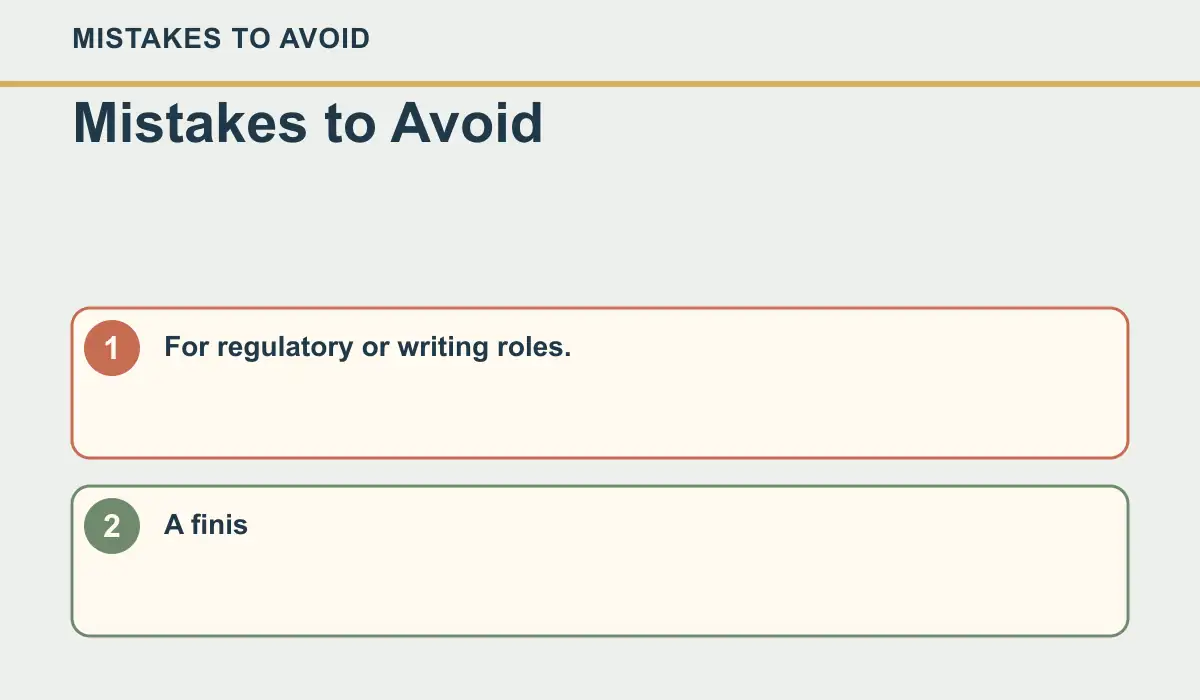 MISTAKES TO AVOID
Mistakes to Avoid
1 For regulatory or writing roles.
2 A finis